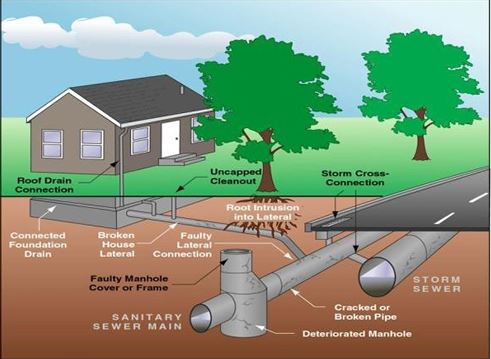 Roof Drain
Connection
Uncapped
Cleanout
Storm Cross-
Connection
Root Intrusion
into Lateral
Connected
Foundation
Drain
Broken
House
Lateral
Faulty
Lateral
Connection
Faulty Manhole
Cover or Frame
STORM
SEWER
SANITARY
SEWER MAIN
Cracked or
Broken Pipe
Deteriorated Manhole